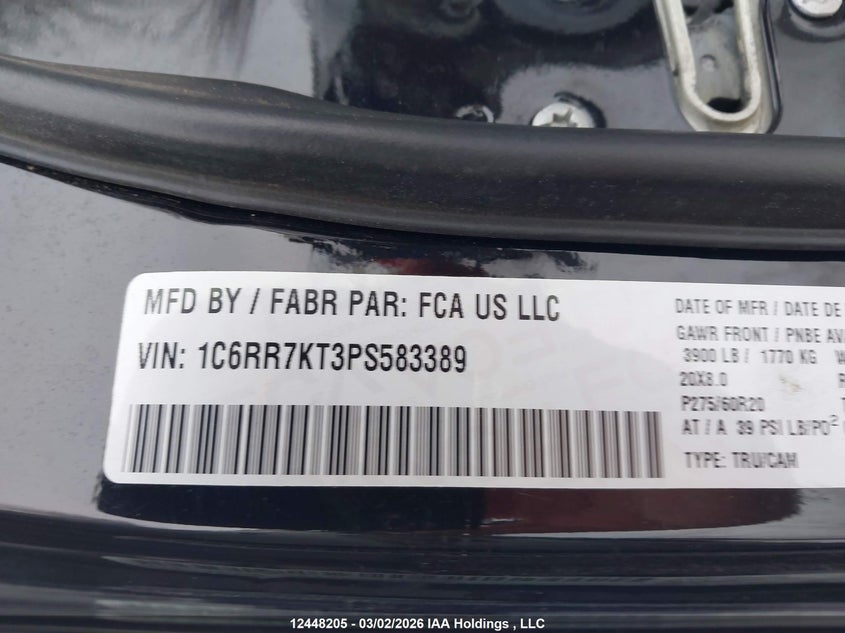 MFD BY / FABR PAR: FCA US LLC
VIN: 1C6RR7KT3PS583389
DATE OF MFR / DATE DE
GAWR FRONT / PNBE AV
3900 LB / 1770 KG
20X8.0
P275/60R20
AT / A 39 PSI LB/PO²
TYPE: TRU/CAM
12448205 - 03/02/2026 IAA Holdings , LLC